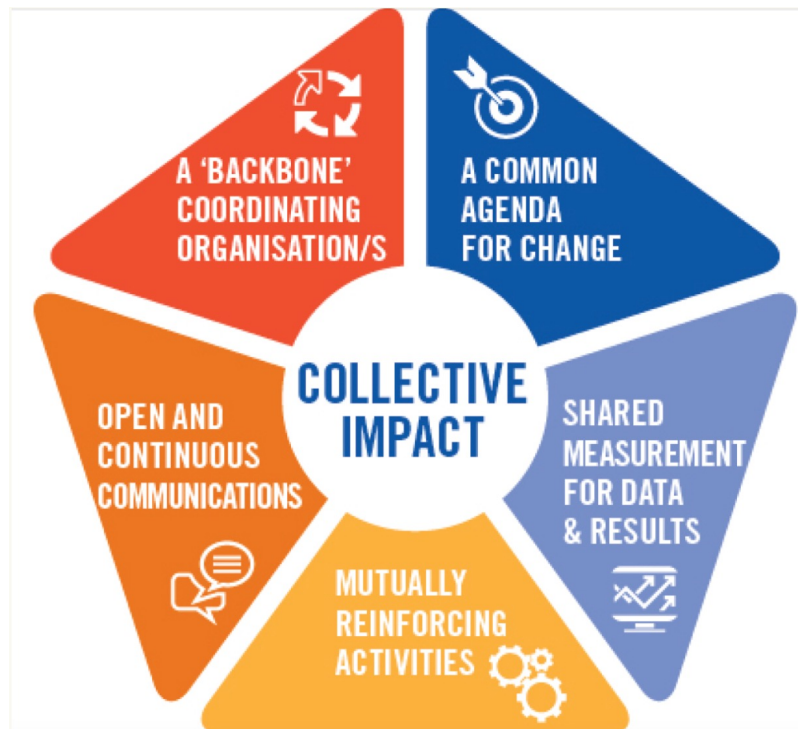 A ‘BACKBONE’
COORDINATING
ORGANISATION/S
A COMMON
AGENDA
FOR CHANGE
COLLECTIVE
IMPACT
OPEN AND
CONTINUOUS
COMMUNICATIONS
SHARED
MEASUREMENT
FOR DATA
& RESULTS
MUTUALLY
REINFORCING
ACTIVITIES